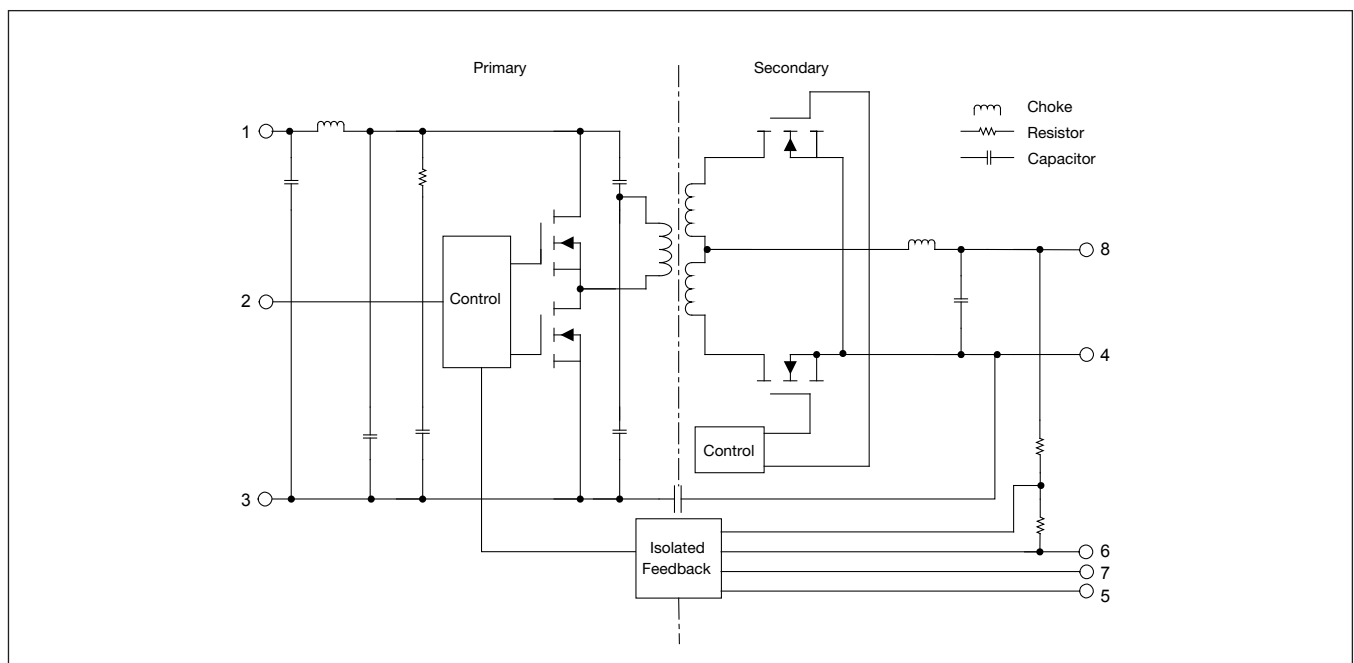 Primary
Secondary
Choke
Resistor
Capacitor
1
8
2
Control
4
Control
3
Isolated
Feedback
6
7
5